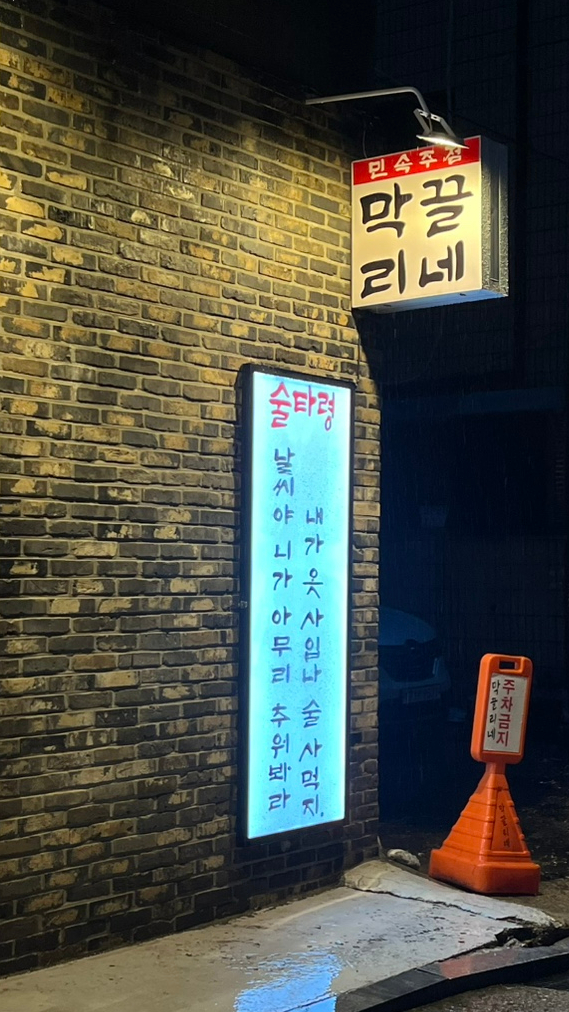 민속주점
막끌
리네
술타령
날씨야 니가 아무리 추워봐라
내가 옷 사입나 술 사먹지.
주차금지
막끌리네